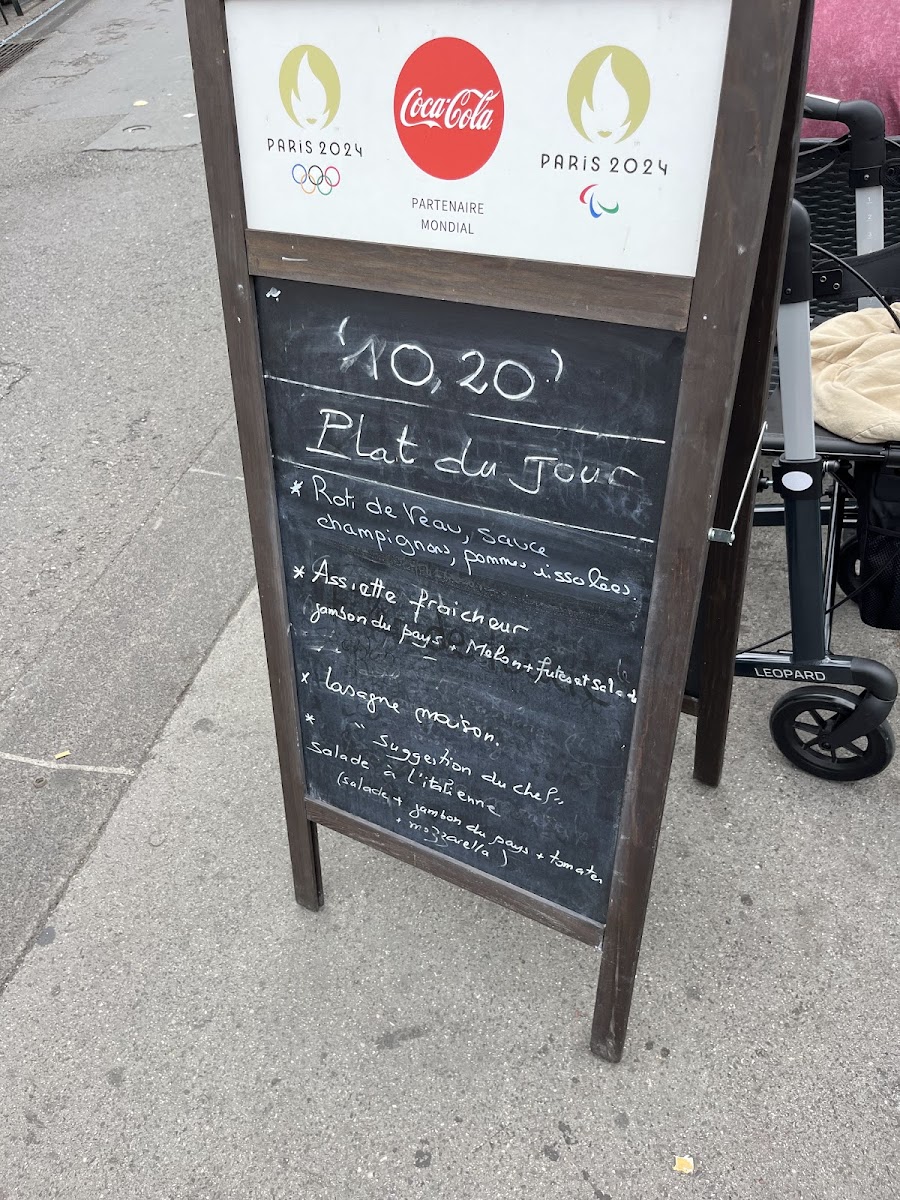 PARIS 2024
Coca-Cola
PARTENAIRE
MONDIAL
PARIS 2024
'10,20'
Plat du Jour
* Roti de Veau, sauce
champignons, pommes rissolées.
* Assiette fraicheur
jambon du pays + Melon + frites et salade
* lasagne maison.
* " Suggestion du chef "
Salade à l'italienne
(salade + jambon du pays + tomates
+ mozzarella)
LEOPARD